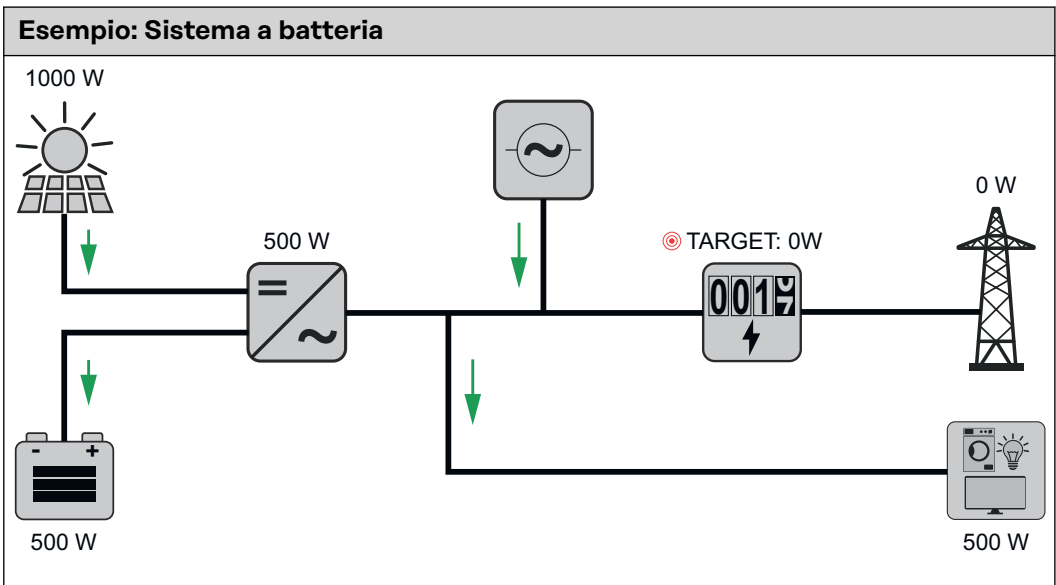 Esempio: Sistema a batteria
1000 W
0 W
500 W
TARGET: 0W
001
- +
500 W
500 W